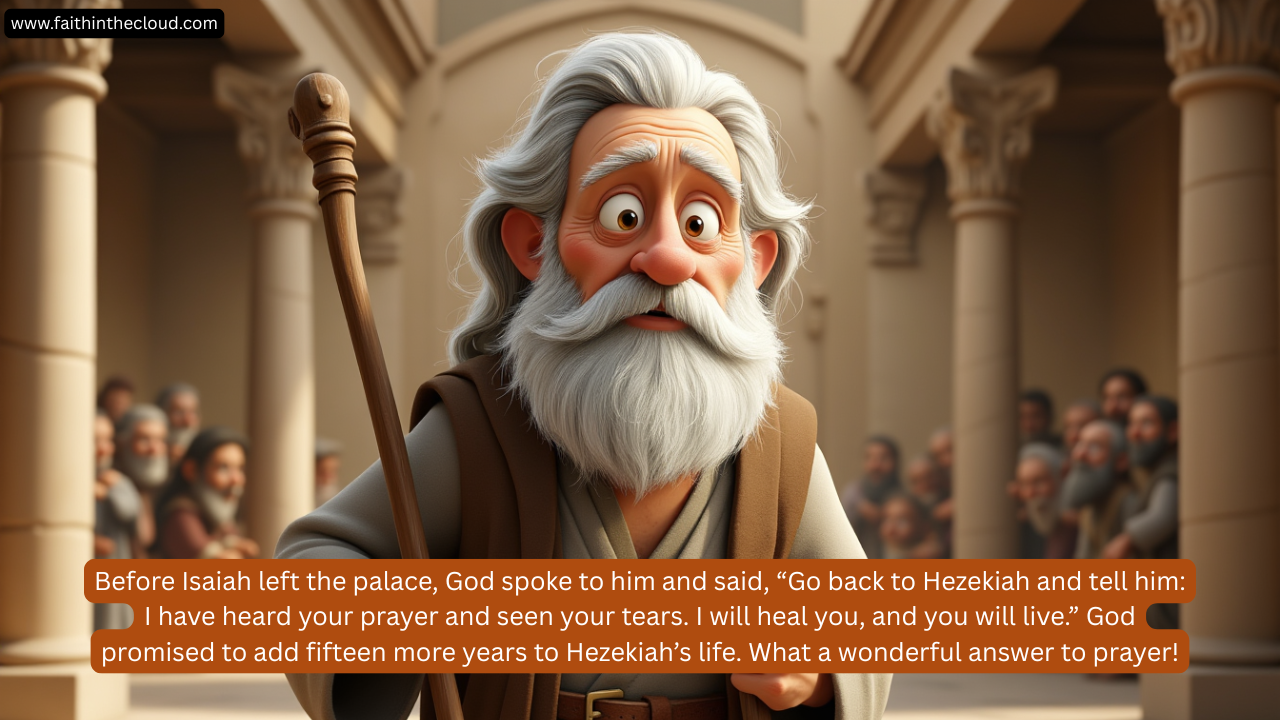 www.faithinthecloud.com
Before Isaiah left the palace, God spoke to him and said, “Go back to Hezekiah and tell him:
I have heard your prayer and seen your tears. I will heal you, and you will live.” God
promised to add fifteen more years to Hezekiah’s life. What a wonderful answer to prayer!